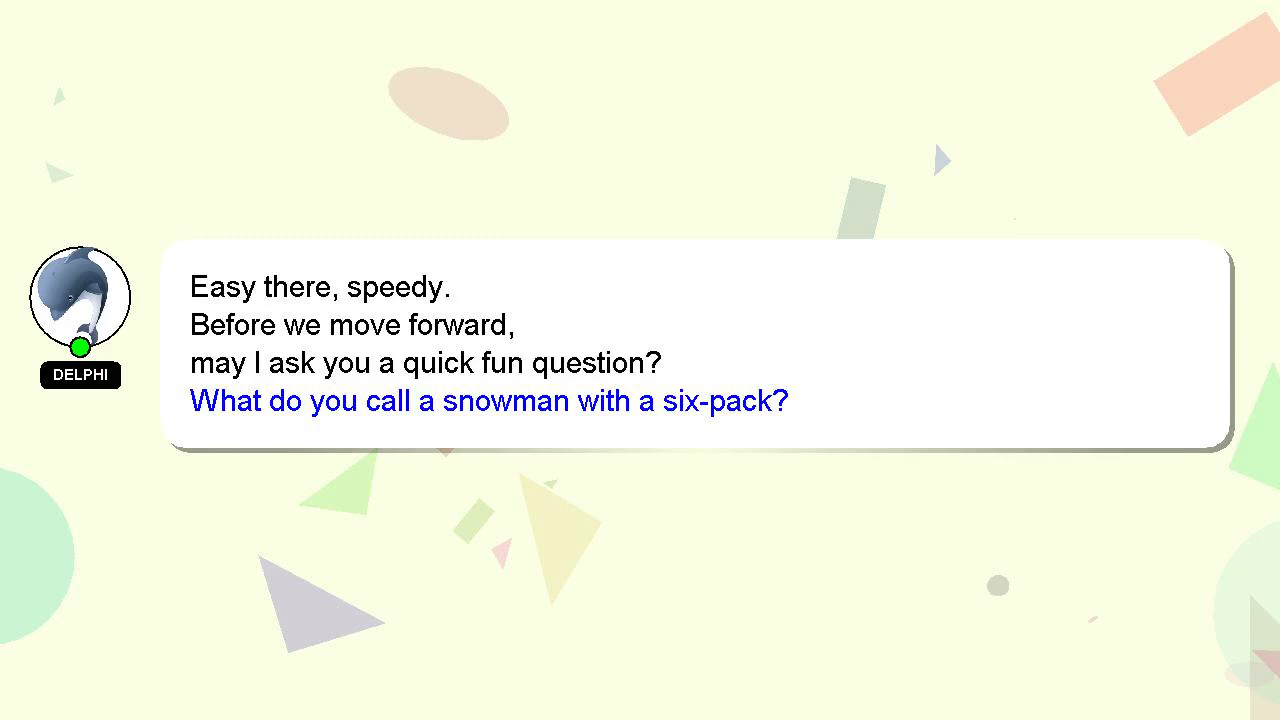 Easy there, speedy.
Before we move forward,
may I ask you a quick fun question?
What do you call a snowman with a six-pack?
DELPHI